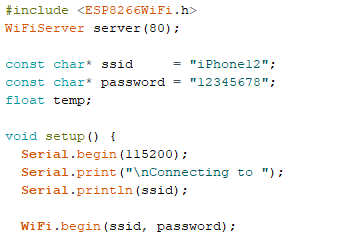 #include <ESP8266WiFi.h>
WiFiServer server(80);
const char* ssid     = "iPhone12";
const char* password = "12345678";
float temp;
void setup() {
  Serial.begin(115200);
  Serial.print("\nConnecting to ");
  Serial.println(ssid);
  WiFi.begin(ssid, password);